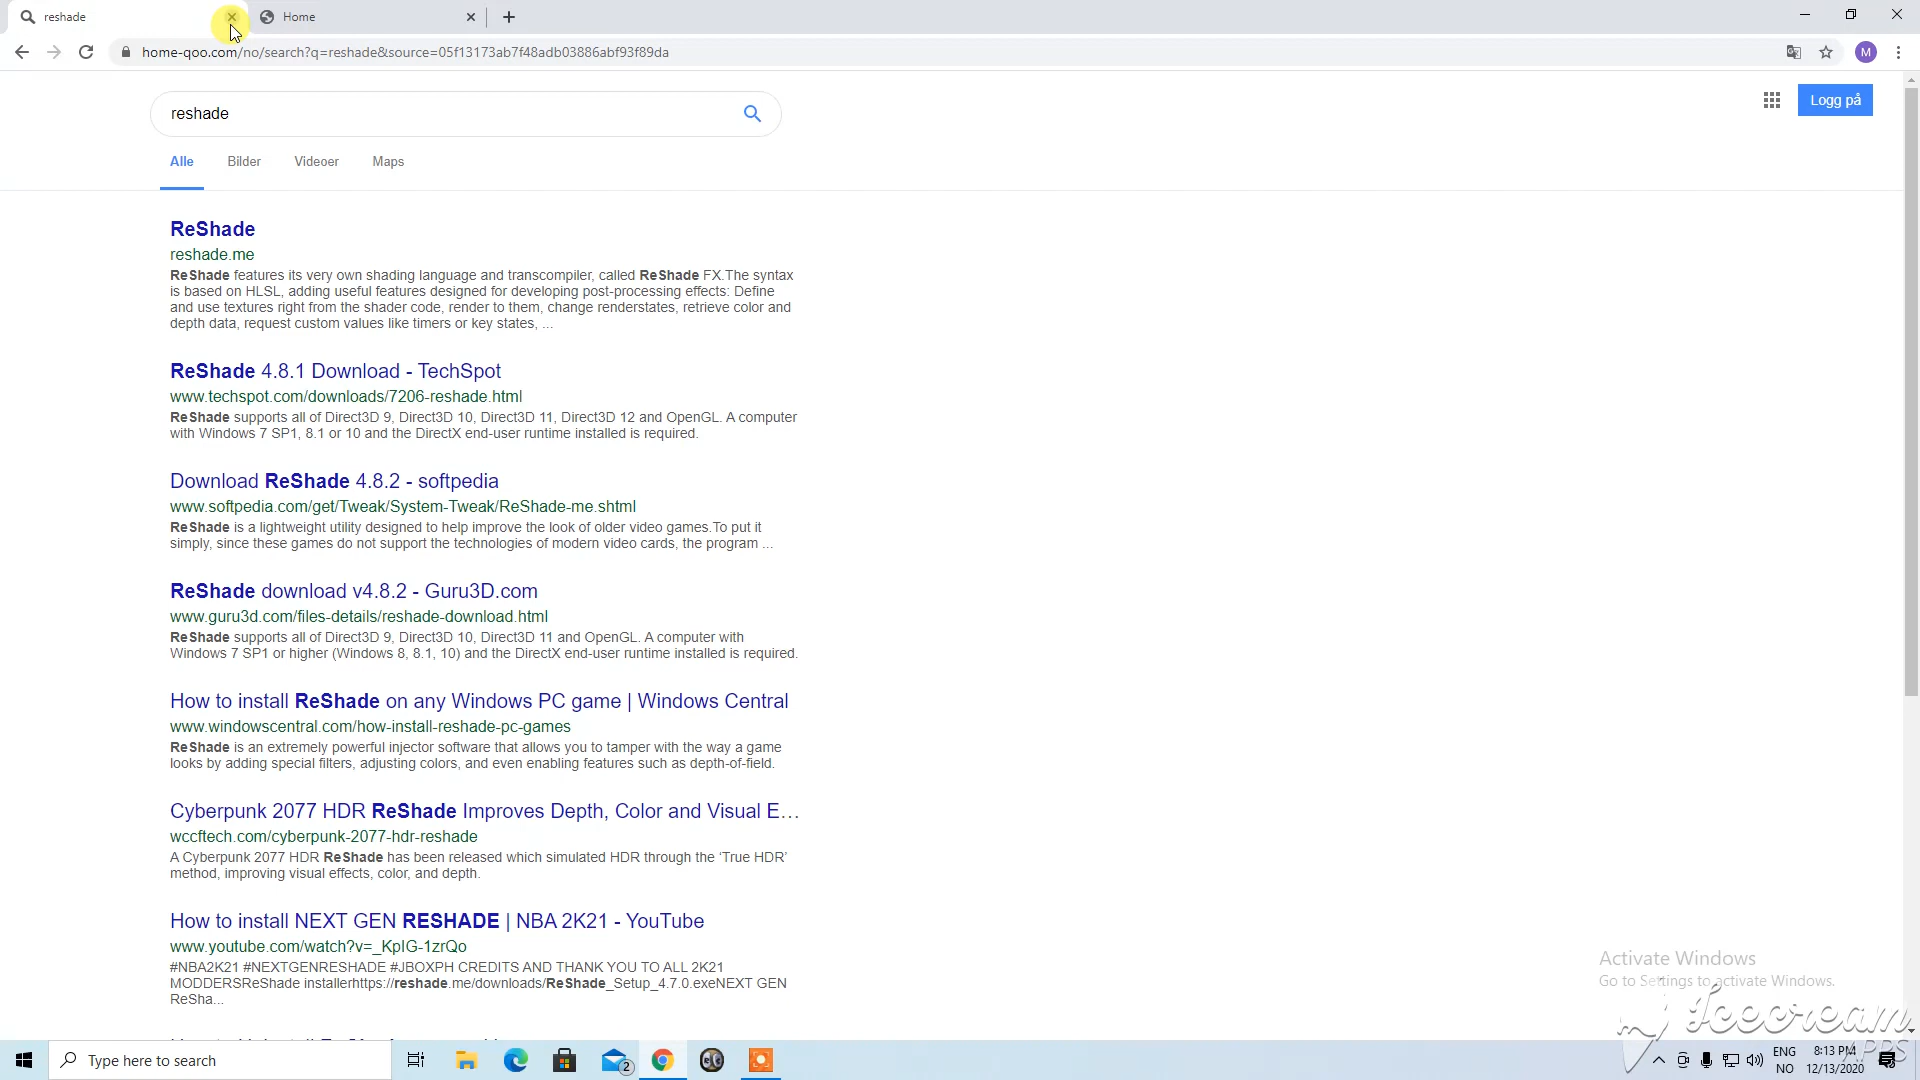 reshade
Home
home-qoo.com/no/search?q=reshade&source=05f13173ab7f48adb03886abf93f89da
M
reshade
Logg på
Alle
Bilder
Videoer
Maps
ReShade
reshade.me
ReShade features its very own shading language and transcompiler, called ReShade FX.The syntax
is based on HLSL, adding useful features designed for developing post-processing effects: Define
and use textures right from the shader code, render to them, change renderstates, retrieve color and
depth data, request custom values like timers or key states, ...
ReShade 4.8.1 Download - TechSpot
www.techspot.com/downloads/7206-reshade.html
ReShade supports all of Direct3D 9, Direct3D 10, Direct3D 11, Direct3D 12 and OpenGL. A computer
with Windows 7 SP1, 8.1 or 10 and the DirectX end-user runtime installed is required.
Download ReShade 4.8.2 - softpedia
www.softpedia.com/get/Tweak/System-Tweak/ReShade-me.shtml
ReShade is a lightweight utility designed to help improve the look of older video games.To put it
simply, since these games do not support the technologies of modern video cards, the program ...
ReShade download v4.8.2 - Guru3D.com
www.guru3d.com/files-details/reshade-download.html
ReShade supports all of Direct3D 9, Direct3D 10, Direct3D 11 and OpenGL. A computer with
Windows 7 SP1 or higher (Windows 8, 8.1, 10) and the DirectX end-user runtime installed is required.
How to install ReShade on any Windows PC game | Windows Central
www.windowscentral.com/how-install-reshade-pc-games
ReShade is an extremely powerful injector software that allows you to tamper with the way a game
looks by adding special filters, adjusting colors, and even enabling features such as depth-of-field.
Cyberpunk 2077 HDR ReShade Improves Depth, Color and Visual E...
wccftech.com/cyberpunk-2077-hdr-reshade
A Cyberpunk 2077 HDR ReShade has been released which simulated HDR through the ‘True HDR’
method, improving visual effects, color, and depth.
How to install NEXT GEN RESHADE | NBA 2K21 - YouTube
www.youtube.com/watch?v=_KpIG-1zrQo
#NBA2K21 #NEXTGENRESHADE #JBOXPH CREDITS AND THANK YOU TO ALL 2K21
MODDERSReShade installerhttps://reshade.me/downloads/ReShade_Setup_4.7.0.exeNEXT GEN
ReSha...
Activate Windows
Go to Settings to activate Windows.
Icecream
APPS
Type here to search
2
ENG
NO
8:13 PM
12/13/2020